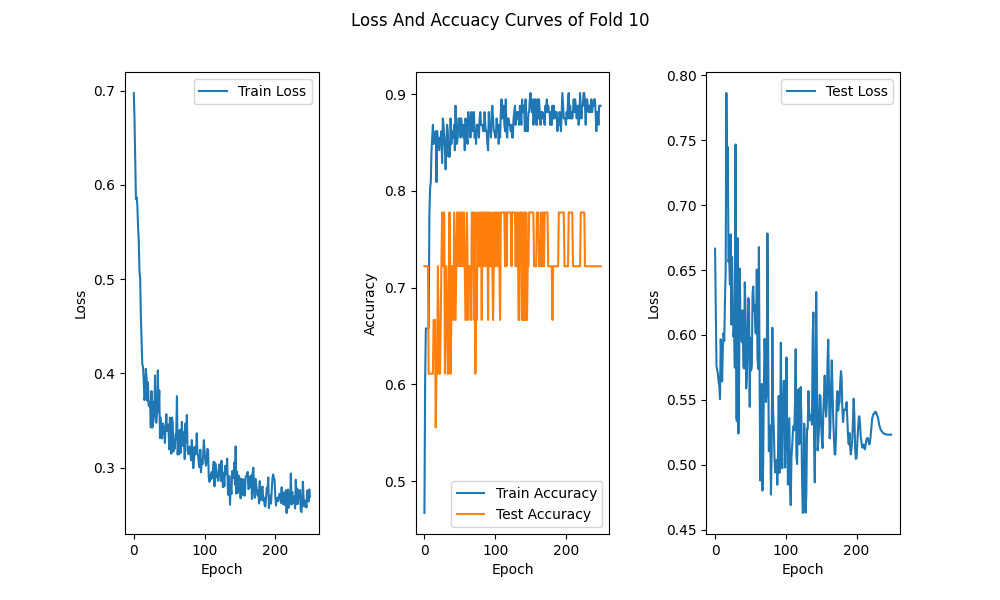 Loss And Accuacy Curves of Fold 10
Train Loss
0.7
0.6
0.5
0.4
0.3
0
100
200
Epoch
Loss
Train Accuracy
Test Accuracy
0.9
0.8
0.7
0.6
0.5
0
100
200
Epoch
Accuracy
Test Loss
0.80
0.75
0.70
0.65
0.60
0.55
0.50
0.45
0
100
200
Epoch
Loss